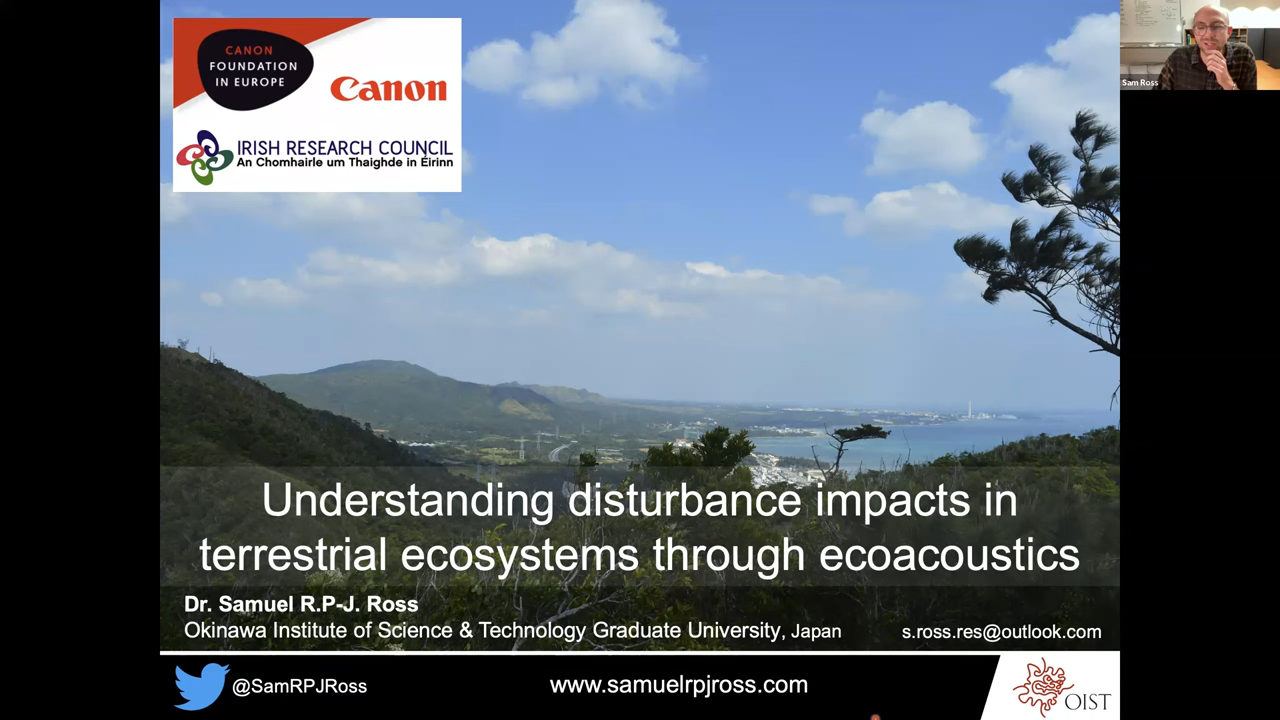 CANON
FOUNDATION
IN EUROPE
Canon
IRISH RESEARCH COUNCIL
An Chomhairle um Thaighde in Éirinn
Sam Ross
Understanding disturbance impacts in
terrestrial ecosystems through ecoacoustics
Dr. Samuel R.P-J. Ross
Okinawa Institute of Science & Technology Graduate University, Japan
s.ross.res@outlook.com
@SamRPJRoss
www.samuelrpjross.com
OIST